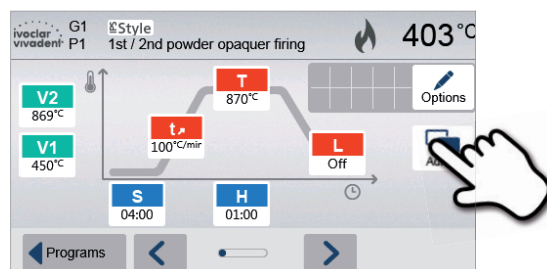 ivoclar
vivadent
G1
P1
IPS Style
1st / 2nd powder opaquer firing
403°C
V2
869°C
V1
450°C
t↗
100°C/min
T
870°C
L
Off
S
04:00
H
01:00
Options
Programs